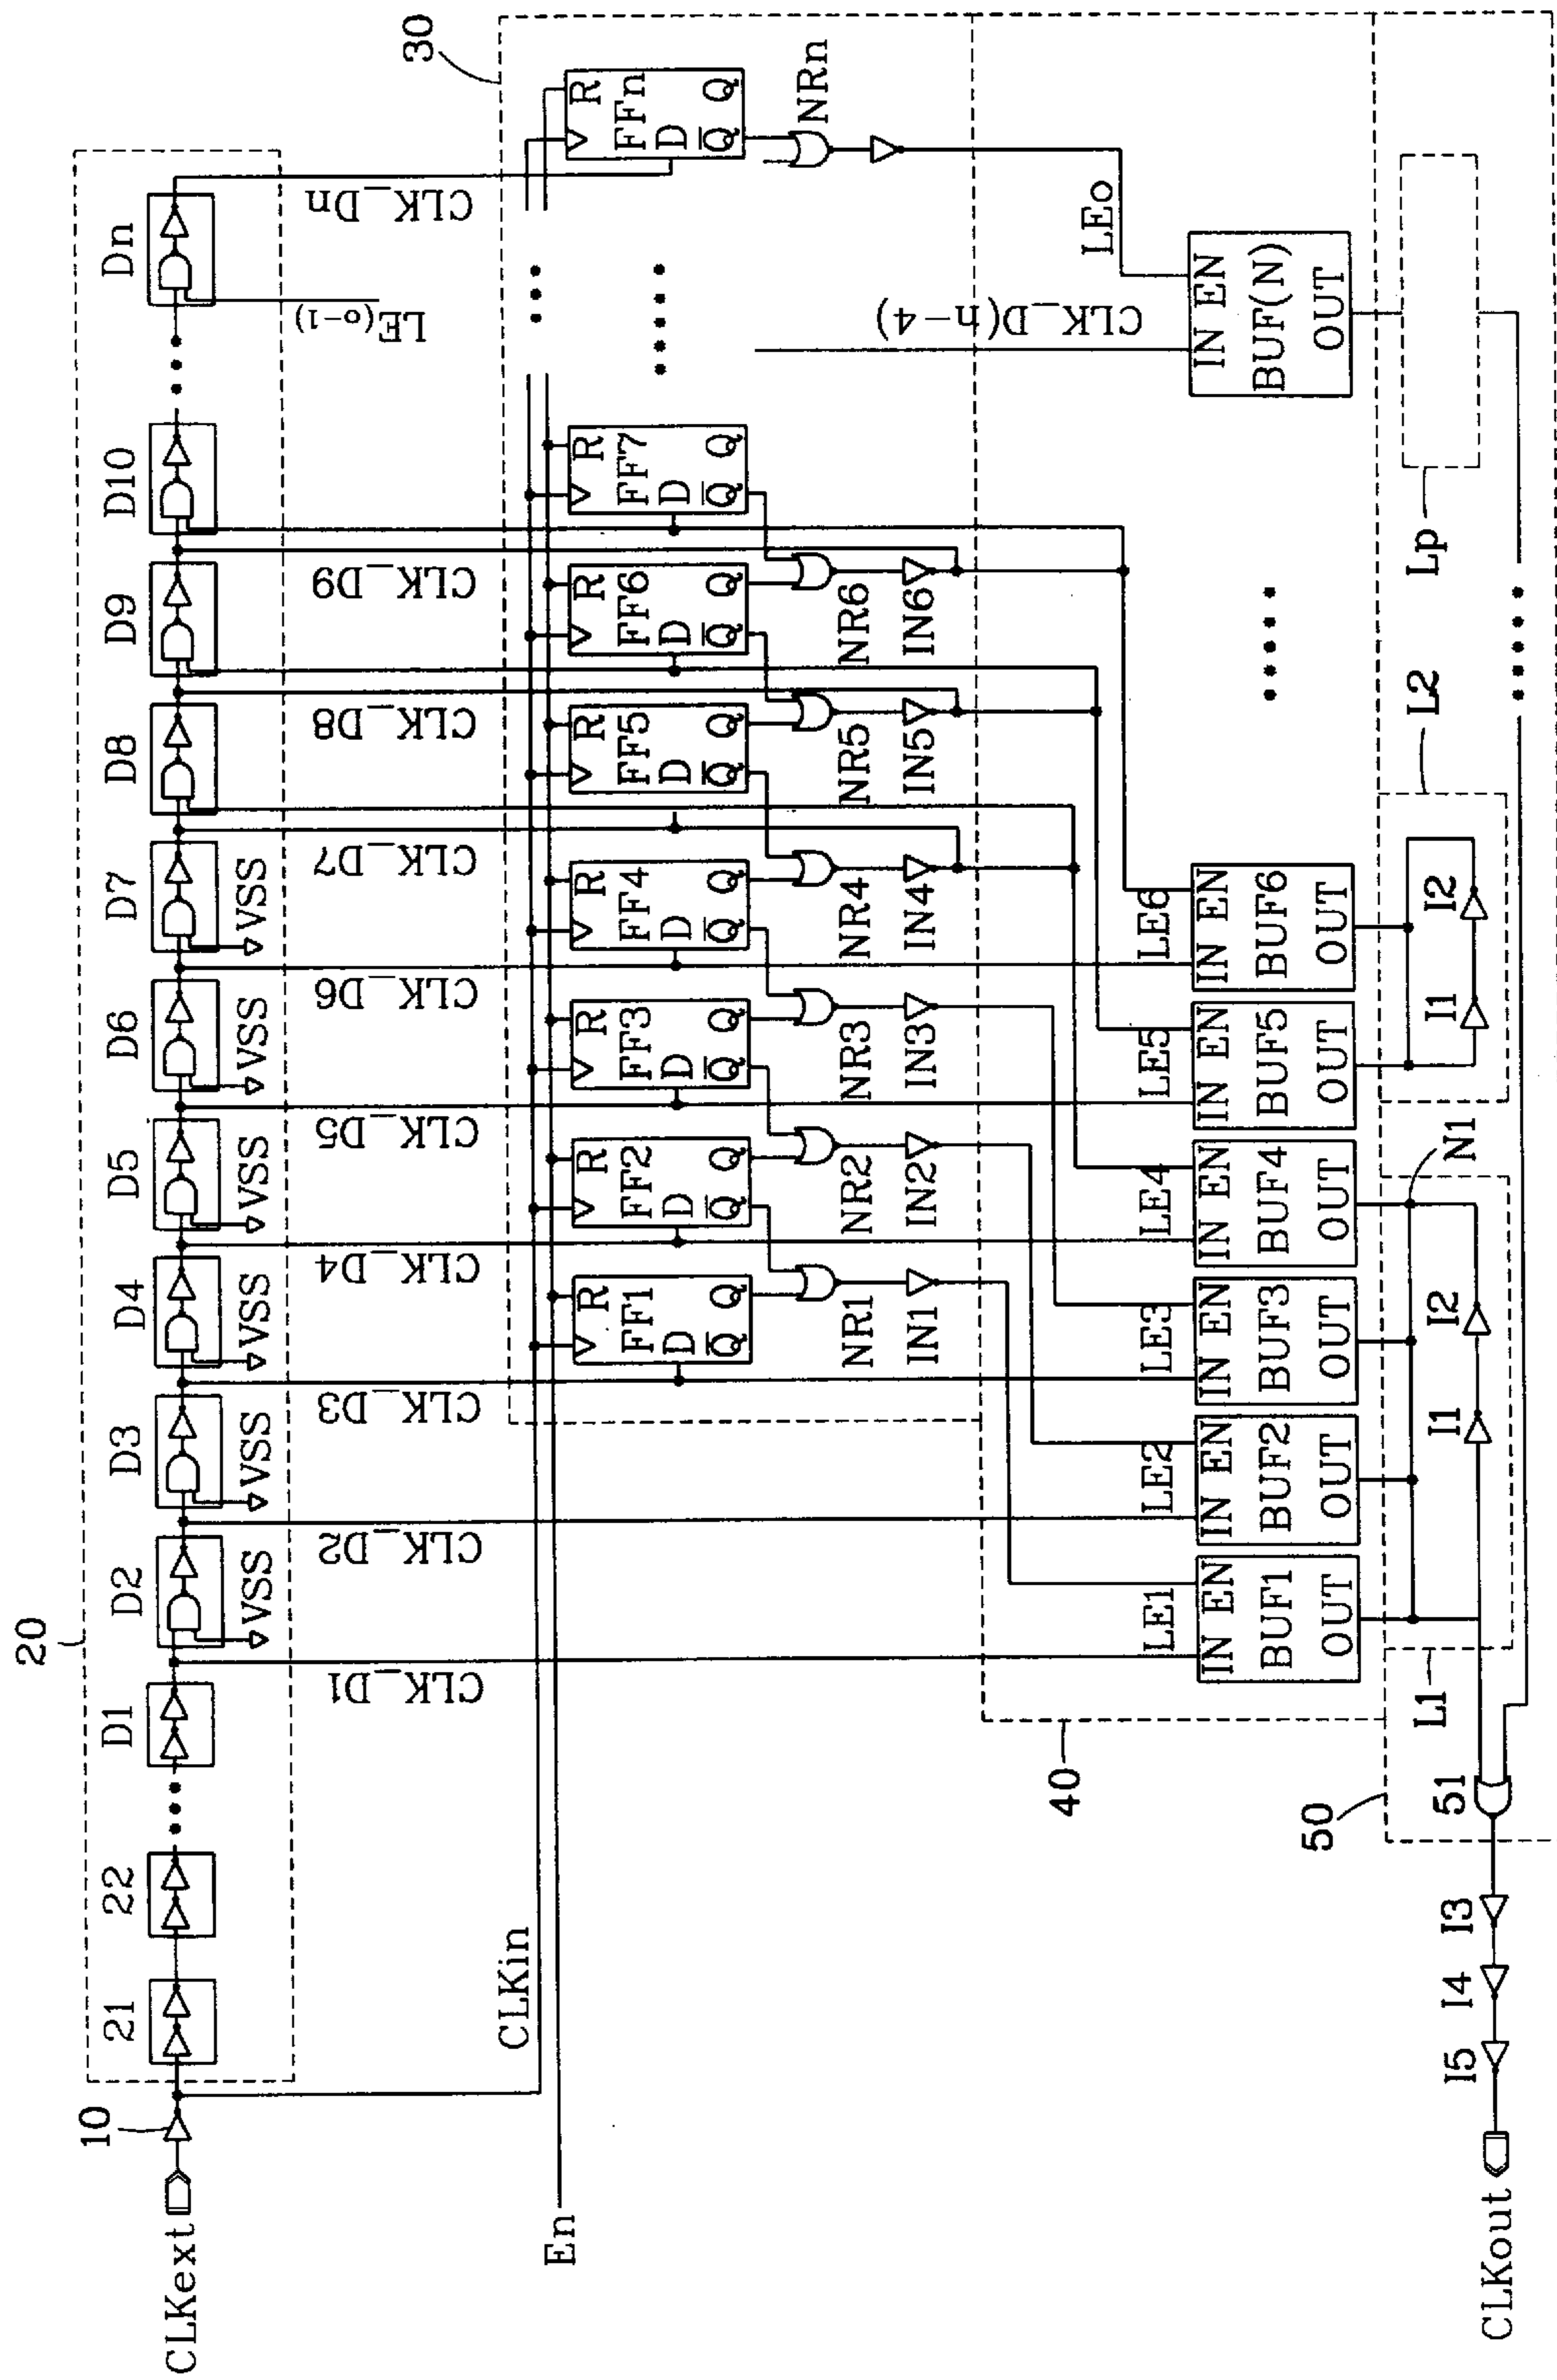 20
D1 D2 D3 D4 D5 D6 D7 D8 D9 D10 Dn
21 22
10
CLKext
VSS VSS VSS VSS VSS VSS
LE(o-1)
CLK_D1 CLK_D2 CLK_D3 CLK_D4 CLK_D5 CLK_D6 CLK_D7 CLK_D8 CLK_D9 CLK_Dn
30
CLKin
En
R R R R R R R R
FF1 FF2 FF3 FF4 FF5 FF6 FF7 FFn
D D D D D D D D
Q̅ Q Q̅ Q Q̅ Q Q̅ Q Q̅ Q Q̅ Q Q̅ Q Q̅ Q
NR1 NR2 NR3 NR4 NR5 NR6 NRn
IN1 IN2 IN3 IN4 IN5 IN6
CLK_D(n-4)
40
LE1 LE2 LE3 LE4 LE5 LE6 LEo
IN EN IN EN IN EN IN EN IN EN IN EN IN EN
BUF1 BUF2 BUF3 BUF4 BUF5 BUF6 BUF(N)
OUT OUT OUT OUT OUT OUT OUT
50
L1 N1 L2 Lp
I1 I2 I1 I2
51
I5 I4 I3
CLKout